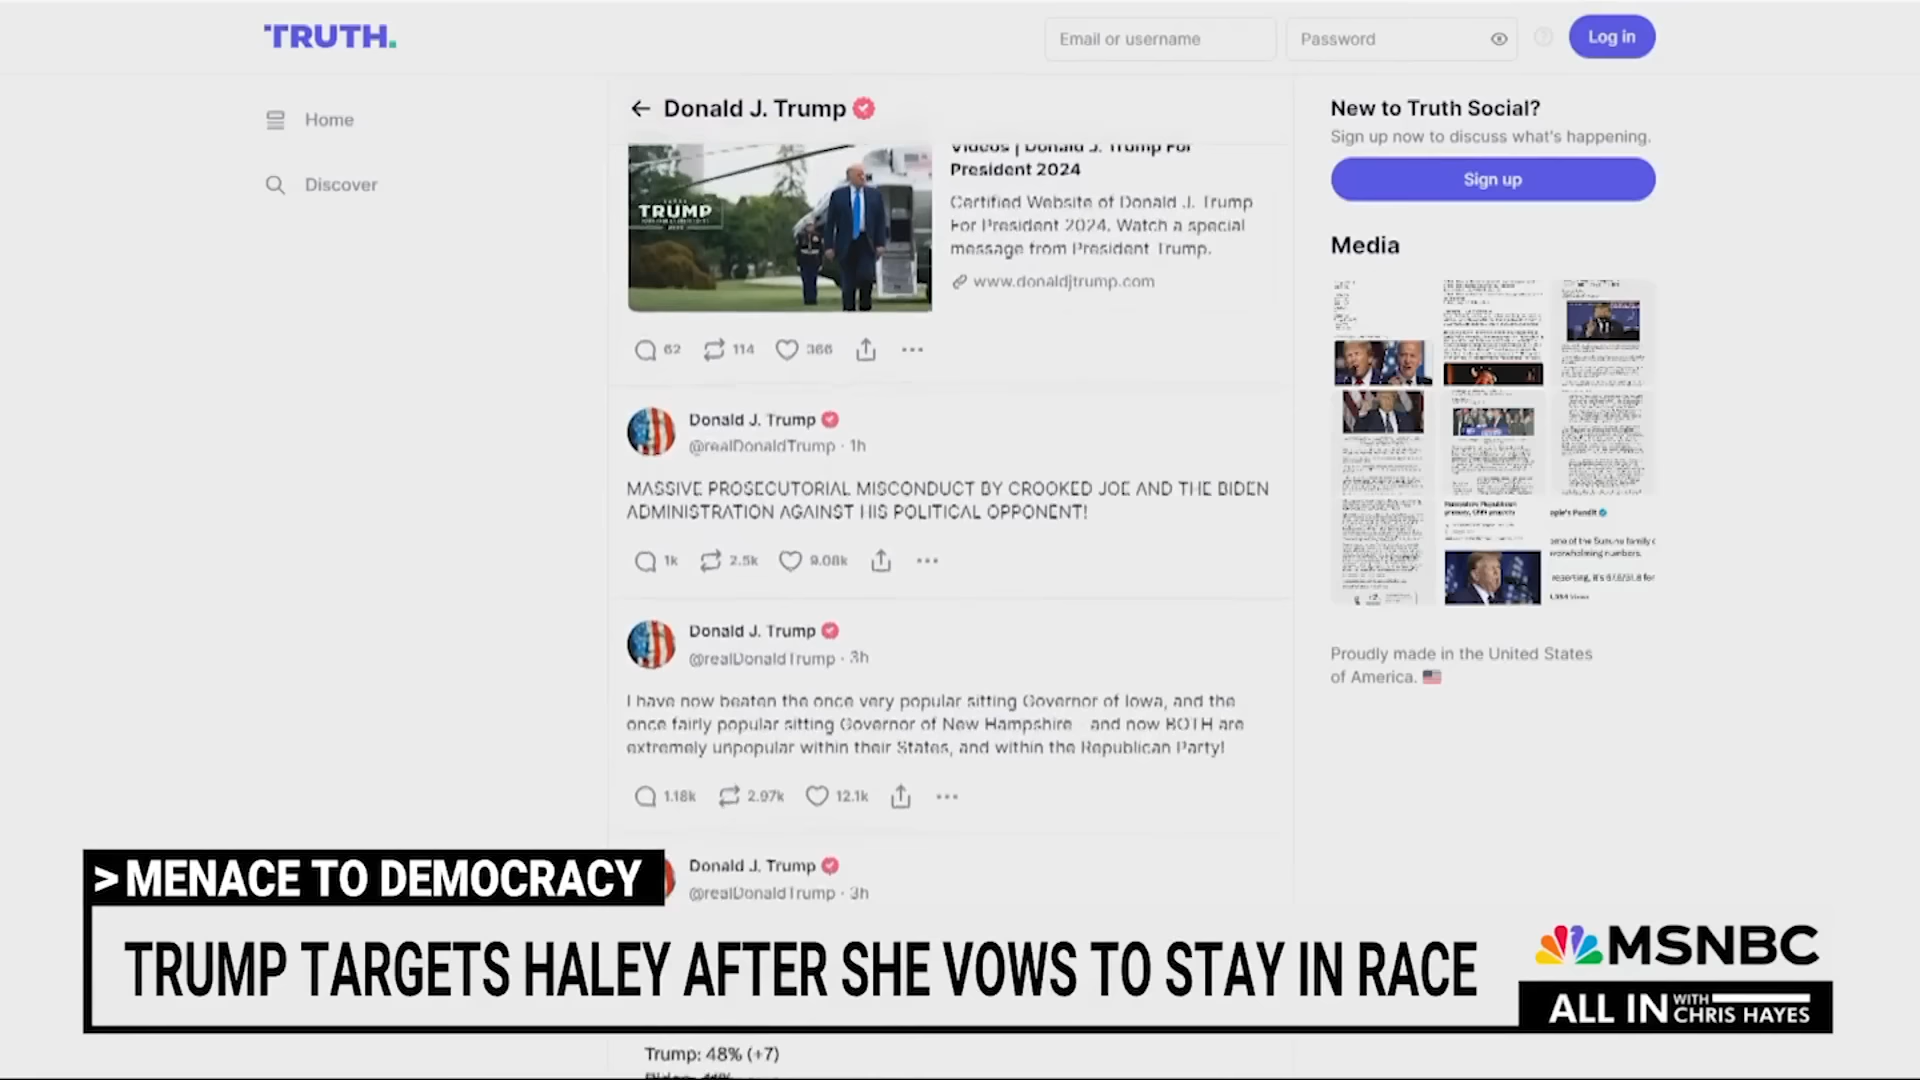 TRUTH.
Email or username
Password
Log in
Home
Discover
Donald J. Trump
Videos | Donald J. Trump For
President 2024
Certified Website of Donald J. Trump
For President 2024, Watch a special
message from President Trump.
www.donaldjtrump.com
TRUMP
62 114 366
Donald J. Trump
@realDonaldTrump · 1h
MASSIVE PROSECUTORIAL MISCONDUCT BY CROOKED JOE AND THE BIDEN
ADMINISTRATION AGAINST HIS POLITICAL OPPONENT!
1k 2.5k 9.08k
Donald J. Trump
@realDonaldTrump · 3h
I have now beaten the once very popular sitting Governor of Iowa, and the
once fairly popular sitting Governor of New Hampshire - and now BOTH are
extremely unpopular within their States, and within the Republican Party!
1.18k 2.97k 12.1k
Donald J. Trump
@realDonaldTrump · 3h
New to Truth Social?
Sign up now to discuss what's happening.
Sign up
Media
Proudly made in the United States
of America.
> MENACE TO DEMOCRACY
TRUMP TARGETS HALEY AFTER SHE VOWS TO STAY IN RACE
MSNBC
ALL IN WITH CHRIS HAYES
Trump: 48% (+7)